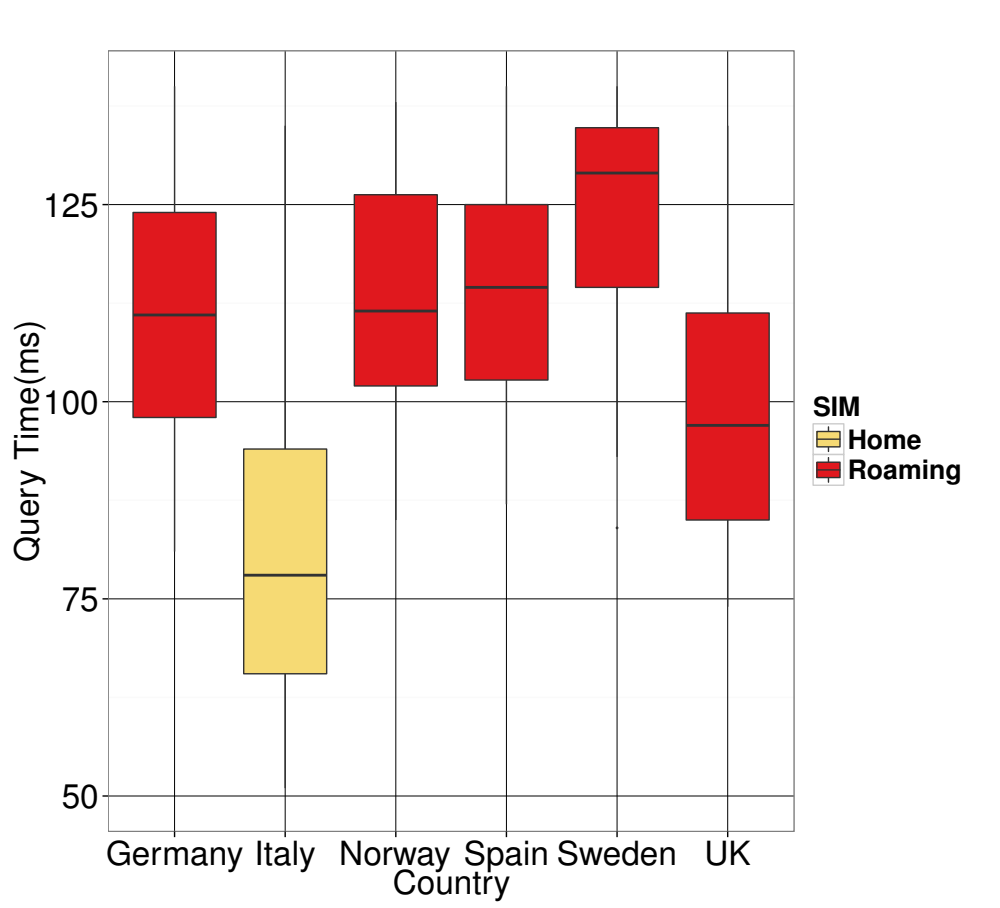 125
100
75
50
Query Time(ms)
Germany Italy Norway Spain Sweden UK
Country
SIM
Home
Roaming